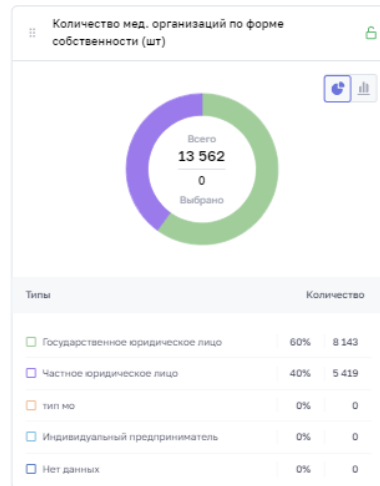 Количество мед. организаций по форме
собственности (шт)
Всего
13 562
0
Выбрано
Типы Количество
Государственное юридическое лицо 60% 8 143
Частное юридическое лицо 40% 5 419
тип мо 0% 0
Индивидуальный предприниматель 0% 0
Нет данных 0% 0